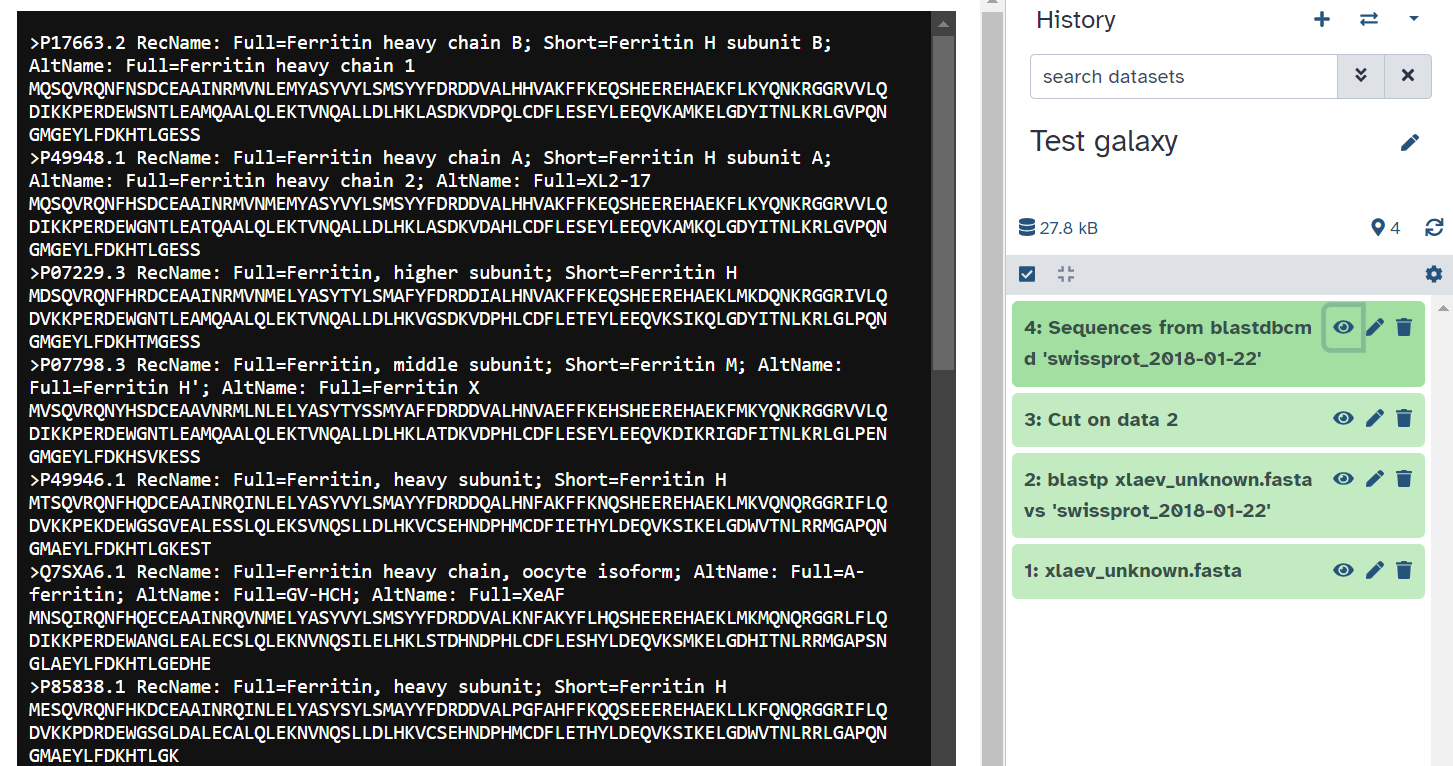 >P17663.2 RecName: Full=Ferritin heavy chain B; Short=Ferritin H subunit B;
AltName: Full=Ferritin heavy chain 1
MQSQVRQNFNSDCEAAINRMVNLEMYASYVYLSMSYYFDRDDVALHHVAKFFKEQSHEEREHAEKFLKYQNKRGGRVVLQ
DIKKPERDEWSNTLEAMQAALQLEKTVNQALLDLHKLASDKVDPQLCDFLESEYLEEQVKAMKELGDYITNLKRLGVPQN
GMGEYLFDKHTLGESS
>P49948.1 RecName: Full=Ferritin heavy chain A; Short=Ferritin H subunit A;
AltName: Full=Ferritin heavy chain 2; AltName: Full=XL2-17
MQSQVRQNFHSDCEAAINRMVNMEMYASYVYLSMSYYFDRDDVALHHVAKFFKEQSHEEREHAEKFLKYQNKRGGRVVLQ
DIKKPERDEWGNTLEATQAALQLEKTVNQALLDLHKLASDKVDAHLCDFLESEYLEEQVKAMKQLGDYITNLKRLGVPQN
GMGEYLFDKHTLGESS
>P07229.3 RecName: Full=Ferritin, higher subunit; Short=Ferritin H
MDSQVRQNFHRDCEAAINRMVNMELYASYTYLSMAFYFDRDDIALHNVAKFFKEQSHEEREHAEKLMKDQNKRGGRIVLQ
DVKKPERDEWGNTLEAMQAALQLEKTVNQALLDLHKVGSDKVDPHLCDFLETEYLEEQVKSIKQLGDYITNLKRLGLPQN
GMGEYLFDKHTMGESS
>P07798.3 RecName: Full=Ferritin, middle subunit; Short=Ferritin M; AltName:
Full=Ferritin H'; AltName: Full=Ferritin X
MVSQVRQNYHSDCEAAVNRMLNLELYASYTYSSMYAFFDRDDVALHNVAEFFKEHSHEEREHAEKFMKYQNKRGGRVVLQ
DIKKPERDEWGNTLEAMQAALQLEKTVNQALLDLHKLATDKVDPHLCDFLESEYLEEQVKDIKRIGDFITNLKRLGLPEN
GMGEYLFDKHSVKESS
>P49946.1 RecName: Full=Ferritin, heavy subunit; Short=Ferritin H
MTSQVRQNFHQDCEAAINRQINLELYASYVYLSMAYYFDRDDQALHNFAKFFKNQSHEEREHAEKLMKVQNQRGGRIFLQ
DVKKPEKDEWGSGVEALESSLQLEKSVNQSLLDLHKVCSEHNDPHMCDFIETHYLDEQVKSIKELGDWVTNLRRMGAPQN
GMAEYLFDKHTLGKEST
>Q7SXA6.1 RecName: Full=Ferritin heavy chain, oocyte isoform; AltName: Full=A-
ferritin; AltName: Full=GV-HCH; AltName: Full=XeAF
MNSQIRQNFHQECEAAINRQVNMELYASYVYLSMSYYFDRDDVALKNFAKYFLHQSHEEREHAEKLMKMQNQRGGRLFLQ
DIKKPERDEWANGLEALECSLQLEKNVNQSILELHKLSTDHNDPHLCDFLESHYLDEQVKSMKELGDHITNLRRMGAPSN
GLAEYLFDKHTLGEDHE
>P85838.1 RecName: Full=Ferritin, heavy subunit; Short=Ferritin H
MESQVRQNFHKDCEAAINRQINLELYASYSYLSMAYYFDRDDVALPGFAHFFKQQSEEEREHAEKLLKFQNQRGGRIFLQ
DVKKPDRDEWGSGLDALECALQLEKNVNQSLLDLHKVCSEHNDPHLCDFLETHYLDEQVKSIKELGDWVTNLRRLGAPQN
GMAEYLFDKHTLGK
History
search datasets
Test galaxy
27.8 kB
4
4: Sequences from blastdbcm
d 'swissprot_2018-01-22'
3: Cut on data 2
2: blastp xlaev_unknown.fasta
vs 'swissprot_2018-01-22'
1: xlaev_unknown.fasta